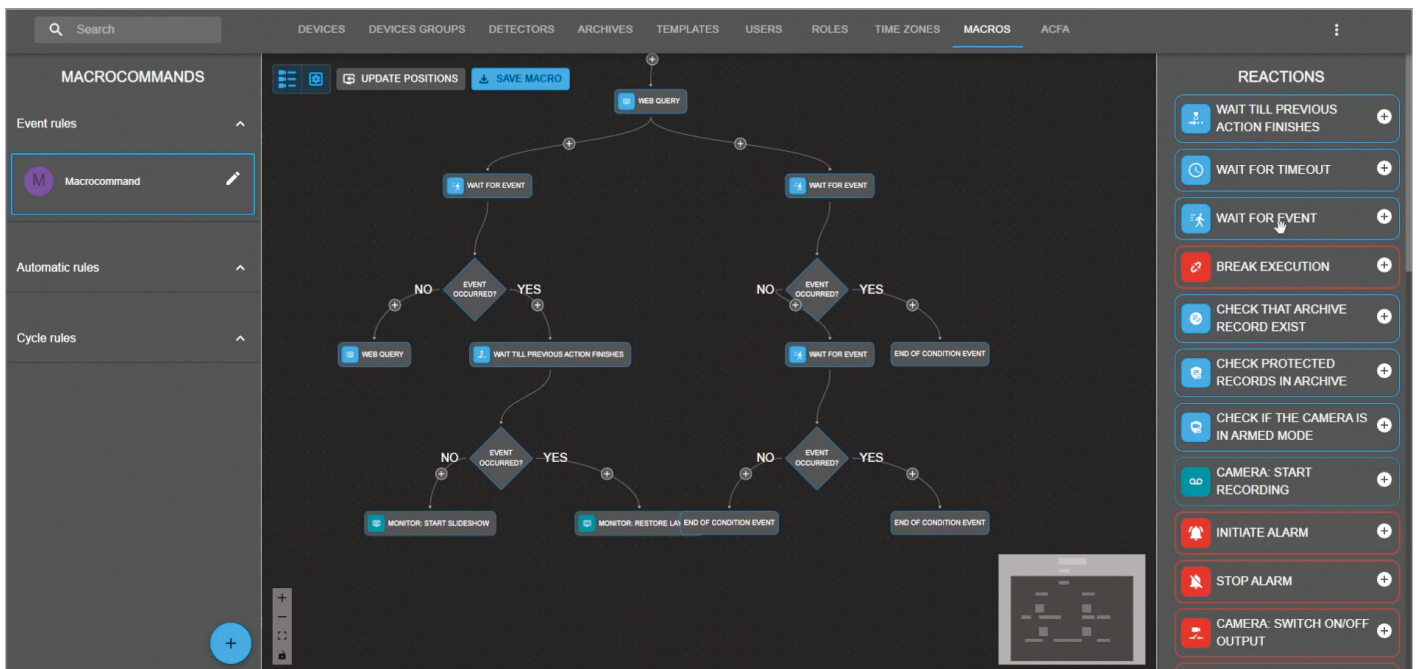 Search
DEVICES
DEVICES GROUPS
DETECTORS
ARCHIVES
TEMPLATES
USERS
ROLES
TIME ZONES
MACROS
ACFA
MACROCOMMANDS
Event rules
M
Macrocommand
Automatic rules
Cycle rules
UPDATE POSITIONS
SAVE MACRO
WEB QUERY
WAIT FOR EVENT
WAIT FOR EVENT
NO
EVENT
OCCURRED?
YES
NO
EVENT
OCCURRED?
YES
WEB QUERY
WAIT TILL PREVIOUS ACTION FINISHES
WAIT FOR EVENT
END OF CONDITION EVENT
NO
EVENT
OCCURRED?
YES
NO
EVENT
OCCURRED?
YES
MONITOR: START SLIDESHOW
MONITOR: RESTORE LA
END OF CONDITION EVENT
END OF CONDITION EVENT
REACTIONS
WAIT TILL PREVIOUS
ACTION FINISHES
WAIT FOR TIMEOUT
WAIT FOR EVENT
BREAK EXECUTION
CHECK THAT ARCHIVE
RECORD EXIST
CHECK PROTECTED
RECORDS IN ARCHIVE
CHECK IF THE CAMERA IS
IN ARMED MODE
CAMERA: START
RECORDING
INITIATE ALARM
STOP ALARM
CAMERA: SWITCH ON/OFF
OUTPUT